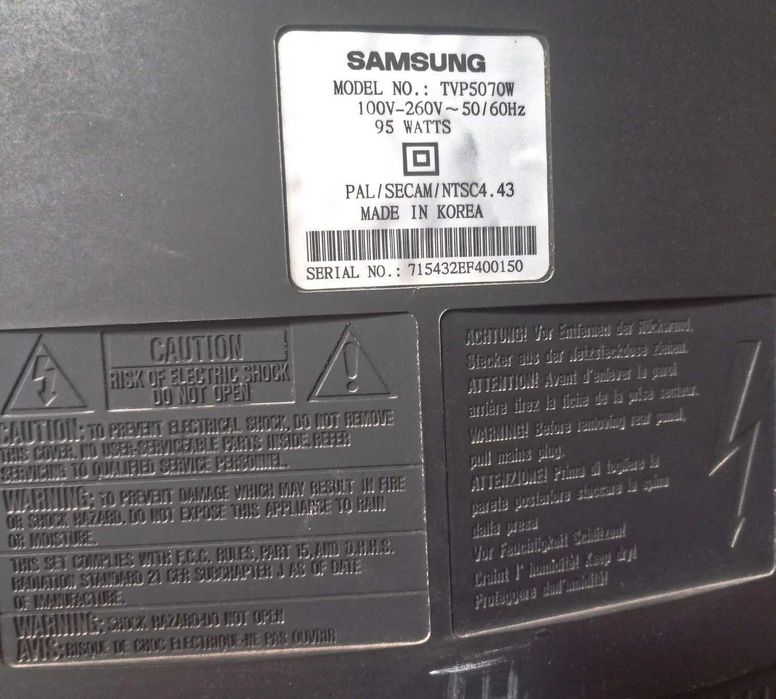 SAMSUNG
MODEL NO.: TVP5070W
100V-260V~50/60Hz
95 WATTS
PAL/SECAM/NTSC4.43
MADE IN KOREA
SERIAL NO.: 715432EF400150
CAUTION
RISK OF ELECTRIC SHOCK
DO NOT OPEN
CAUTION: TO PREVENT ELECTRICAL SHOCK, DO NOT REMOVE
THIS COVER. NO USER-SERVICEABLE PARTS INSIDE. REFER
SERVICING TO QUALIFIED SERVICE PERSONNEL.
WARNING: TO PREVENT DAMAGE WHICH MAY RESULT IN FIRE
OR SHOCK HAZARD. DO NOT EXPOSE THIS APPLIANCE TO RAIN
OR MOISTURE.
THIS SET COMPLIES WITH F.C.C. RULES, PART 15, AND D.H.H.S.
RADIATION STANDARD 21 CFR SUBCHAPTER J AS OF DATE
OF MANUFACTURE.
WARNING: SHOCK HAZARD-DO NOT OPEN
AVIS: RISQUE DE CHOC ELECTRIQUE-NE PAS OUVRIR
ACHTUNG! Vor Entfernen der Rückwand,
Stecker aus der Netzsteckdose ziehen.
ATTENTION! Avant d'enlever la paroi
arrière tirez la fiche de la prise secteur.
WARNING! Before removing rear panel,
pull mains plug.
ATTENZIONE! Prima di togliere la
parete posteriore staccare la spina
dalla presa
Vor Feuchtigkeit Schützen!
Craint l' humidité! Keep dry!
Proteggere dall'umidità!